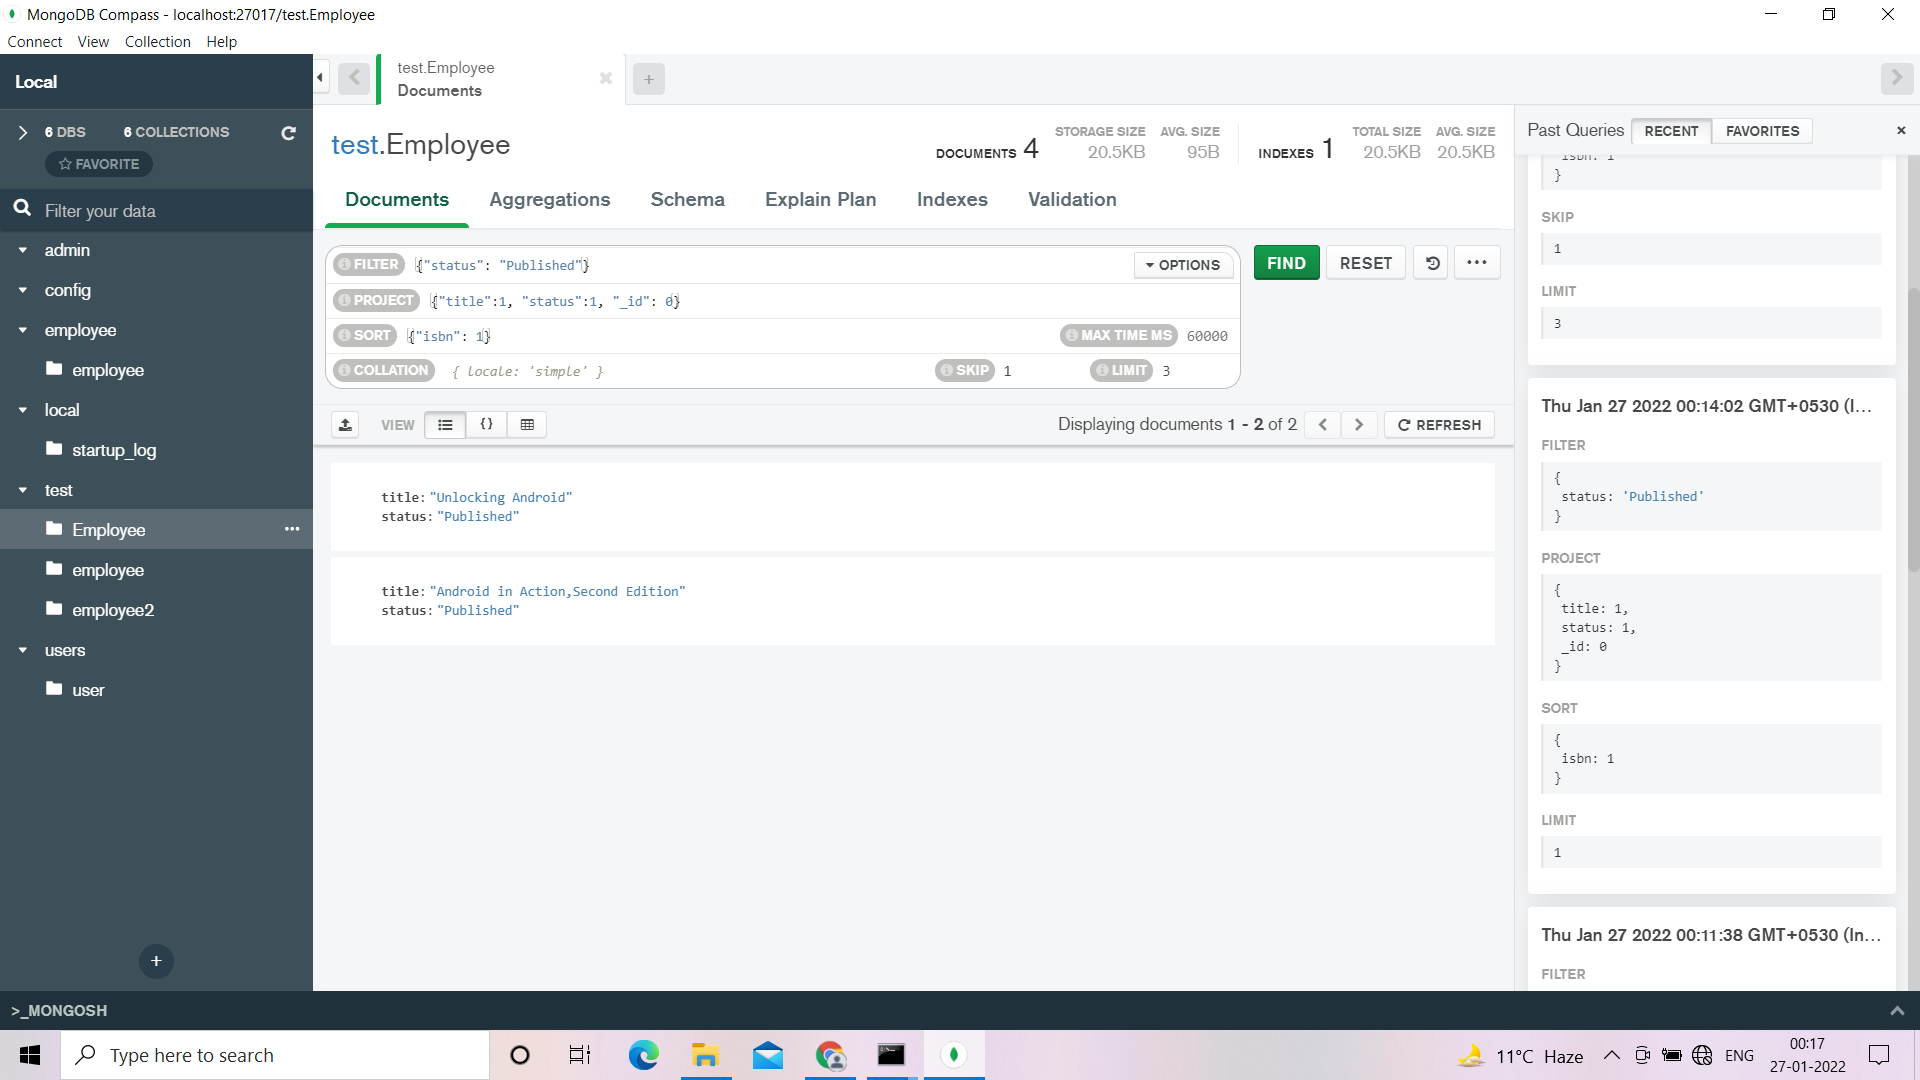 MongoDB Compass - localhost:27017/test.Employee
Connect View Collection Help
Local
6 DBS 6 COLLECTIONS
FAVORITE
Filter your data
admin
config
employee
employee
local
startup_log
test
Employee
employee
employee2
users
user
test.Employee
Documents
test.Employee
DOCUMENTS 4
STORAGE SIZE
20.5KB
AVG. SIZE
95B
INDEXES 1
TOTAL SIZE
20.5KB
AVG. SIZE
20.5KB
Documents Aggregations Schema Explain Plan Indexes Validation
FILTER {"status": "Published"} OPTIONS FIND RESET
PROJECT {"title":1, "status":1, "_id": 0}
SORT {"isbn": 1} MAX TIME MS 60000
COLLATION { locale: 'simple' } SKIP 1 LIMIT 3
VIEW {} Displaying documents 1 - 2 of 2 REFRESH
title: "Unlocking Android"
status: "Published"
title: "Android in Action,Second Edition"
status: "Published"
Past Queries RECENT FAVORITES
isbn: 1
}
SKIP
1
LIMIT
3
Thu Jan 27 2022 00:14:02 GMT+0530 (I...
FILTER
{
status: 'Published'
}
PROJECT
{
title: 1,
status: 1,
_id: 0
}
SORT
{
isbn: 1
}
LIMIT
1
Thu Jan 27 2022 00:11:38 GMT+0530 (In...
FILTER
>_MONGOSH
Type here to search
11°C Haze
ENG
00:17
27-01-2022